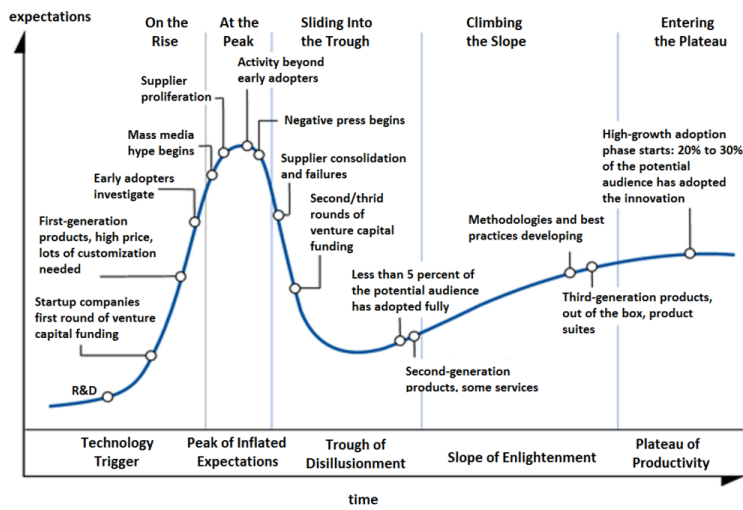 expectations
On the
Rise
At the
Peak
Sliding Into
the Trough
Climbing
the Slope
Entering
the Plateau
Activity beyond
early adopters
Supplier
proliferation
Negative press begins
Mass media
hype begins
High-growth adoption
phase starts: 20% to 30%
of the potential
audience has adopted
the innovation
Supplier consolidation
and failures
Early adopters
investigate
Second/thrid
rounds of
venture capital
funding
First-generation
products, high price,
lots of customization
needed
Methodologies and best
practices developing
Less than 5 percent of
the potential audience
has adopted fully
Third-generation products,
out of the box, product
suites
Startup companies
first round of venture
capital funding
Second-generation
products, some services
R&D
Technology
Trigger
Peak of Inflated
Expectations
Trough of
Disillusionment
Slope of Enlightenment
Plateau of
Productivity
time